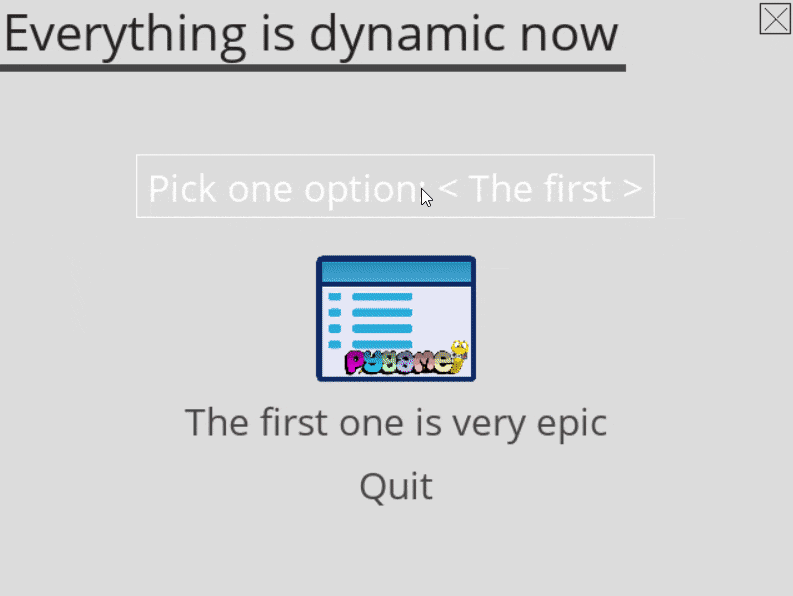 Everything is dynamic now
Pick one option: < The first >
pygame
The first one is very epic
Quit